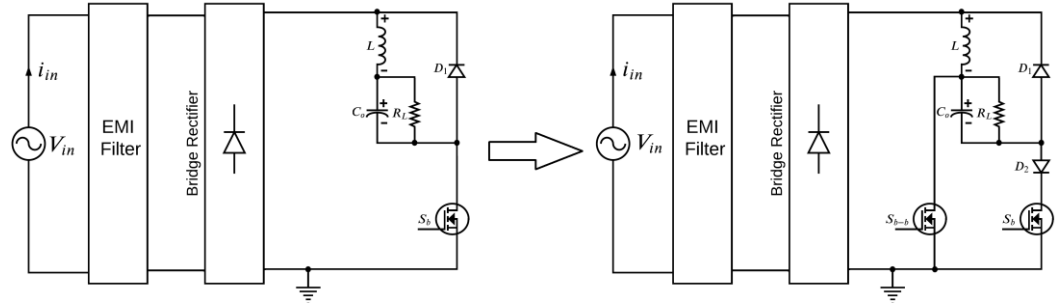 i_in
V_in
EMI
Filter
Bridge Rectifier
+
L
-
C_o
+
R_L
D_1
S_b
i_in
V_in
EMI
Filter
Bridge Rectifier
+
L
-
C_o
+
-
R_L
D_1
D_2
S_b-b
S_b